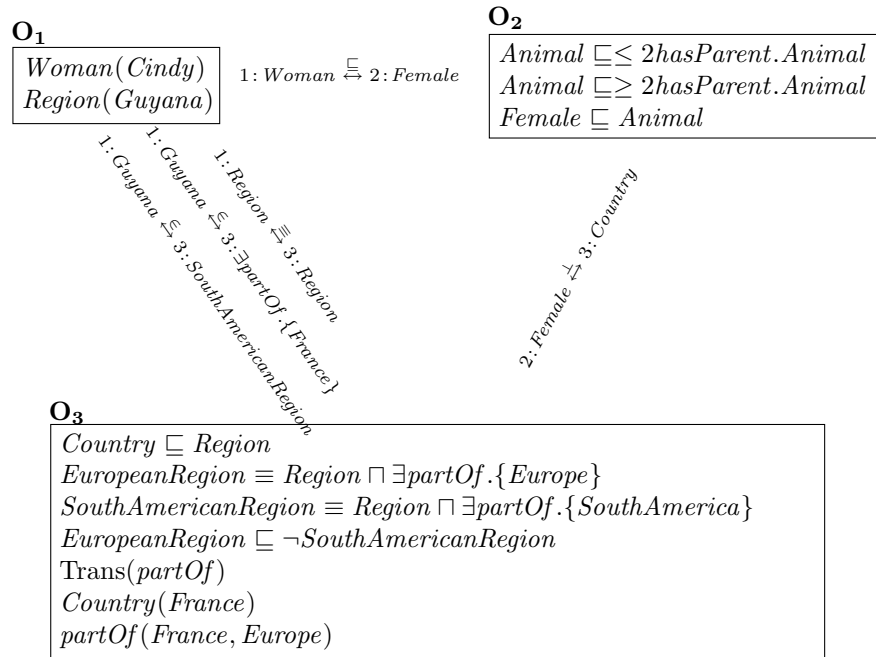 O₁
Woman(Cindy)
Region(Guyana)
1: Woman ⊑↔ 2: Female
O₂
Animal ⊑≤ 2hasParent.Animal
Animal ⊑≥ 2hasParent.Animal
Female ⊑ Animal
1: Guyana ∈↔ 3: SouthAmericanRegion
1: Guyana ∈↔ 3: ∃partOf.{France}
1: Region ≡↔ 3: Region
2: Female ⊥↔ 3: Country
O₃
Country ⊑ Region
EuropeanRegion ≡ Region ⊓ ∃partOf.{Europe}
SouthAmericanRegion ≡ Region ⊓ ∃partOf.{SouthAmerica}
EuropeanRegion ⊑ ¬SouthAmericanRegion
Trans(partOf)
Country(France)
partOf(France, Europe)